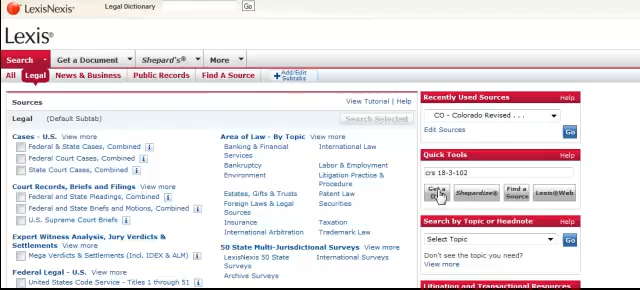 LexisNexis®
Legal Dictionary
Go
Lexis®
Search
Get a Document
Shepard's®
More
All
Legal
News & Business
Public Records
Find A Source
Add/Edit
Subtabs
Sources
View Tutorial | Help
Legal (Default Subtab)
Search Selected
Cases - U.S. View more
Federal & State Cases, Combined
Federal Court Cases, Combined
State Court Cases, Combined
Court Records, Briefs and Filings View more
Federal and State Pleadings, Combined
Federal and State Briefs and Motions, Combined
U.S. Supreme Court Briefs
Expert Witness Analysis, Jury Verdicts &
Settlements View more
Mega Verdicts & Settlements (Incl. IDEX & ALM)
Federal Legal - U.S. View more
United States Code Service - Titles 1 through 51
Area of Law - By Topic View more
Banking & Financial
Services
International Law
Bankruptcy
Labor & Employment
Environment
Litigation Practice &
Procedure
Estates, Gifts & Trusts
Patent Law
Foreign Laws & Legal
Sources
Securities
Insurance
Taxation
International Arbitration
Trademark Law
50 State Multi-Jurisdictional Surveys View more
LexisNexis 50 State
Surveys
International Surveys
Archive Surveys
Recently Used Sources
Help
CO - Colorado Revised . . .
Edit Sources
Go
Quick Tools
Help
crs 18-3-102
Get a
Shepardize®
Find a
Source
Lexis®Web
Search by Topic or Headnote
Help
Select Topic
Go
Don't see the topic you need?
View more
Litigating and Transactional Resources